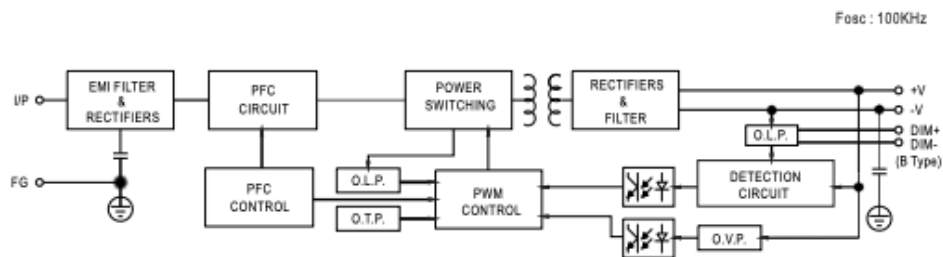 Fosc : 100KHz
I/P
EMI FILTER
&
RECTIFIERS
PFC
CIRCUIT
POWER
SWITCHING
RECTIFIERS
&
FILTER
+V
-V
O.L.P.
DIM+
DIM-
(B Type)
FG
PFC
CONTROL
O.L.P.
O.T.P.
PWM
CONTROL
DETECTION
CIRCUIT
O.V.P.